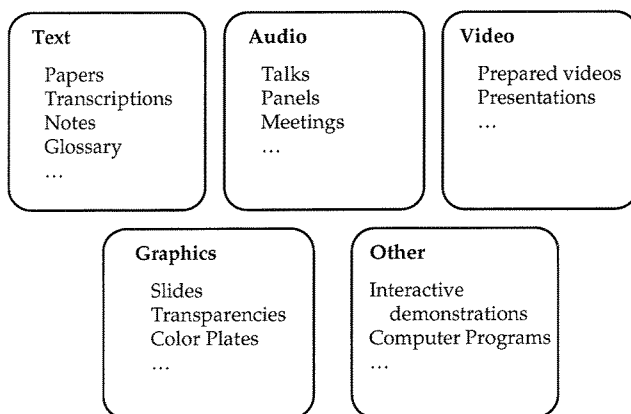 Text
Papers
Transcriptions
Notes
Glossary
…
Audio
Talks
Panels
Meetings
…
Video
Prepared videos
Presentations
…
Graphics
Slides
Transparencies
Color Plates
…
Other
Interactive
demonstrations
Computer Programs
…